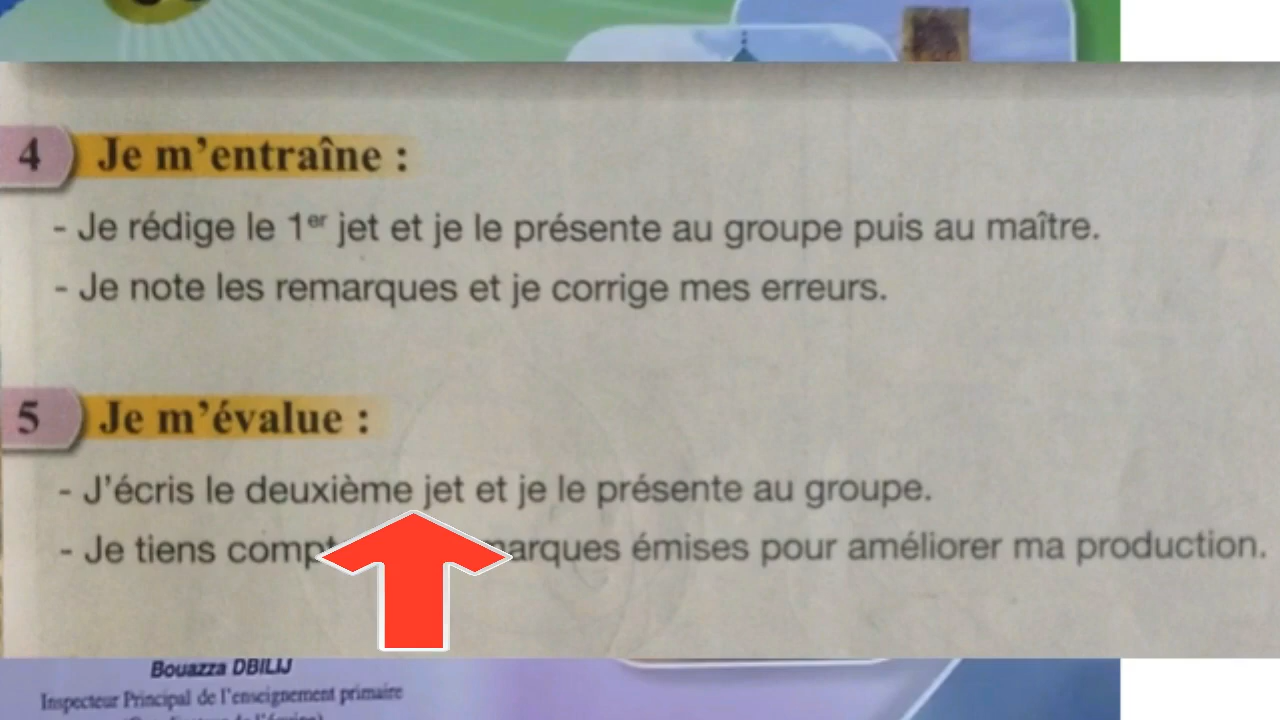 4 Je m'entraîne :
- Je rédige le 1er jet et je le présente au groupe puis au maître.
- Je note les remarques et je corrige mes erreurs.
5 Je m'évalue :
- J'écris le deuxième jet et je le présente au groupe.
- Je tiens émises pour améliorer ma production.
Bouazza DBILIJ
Inspecteur Principal de l'enseignement primaire